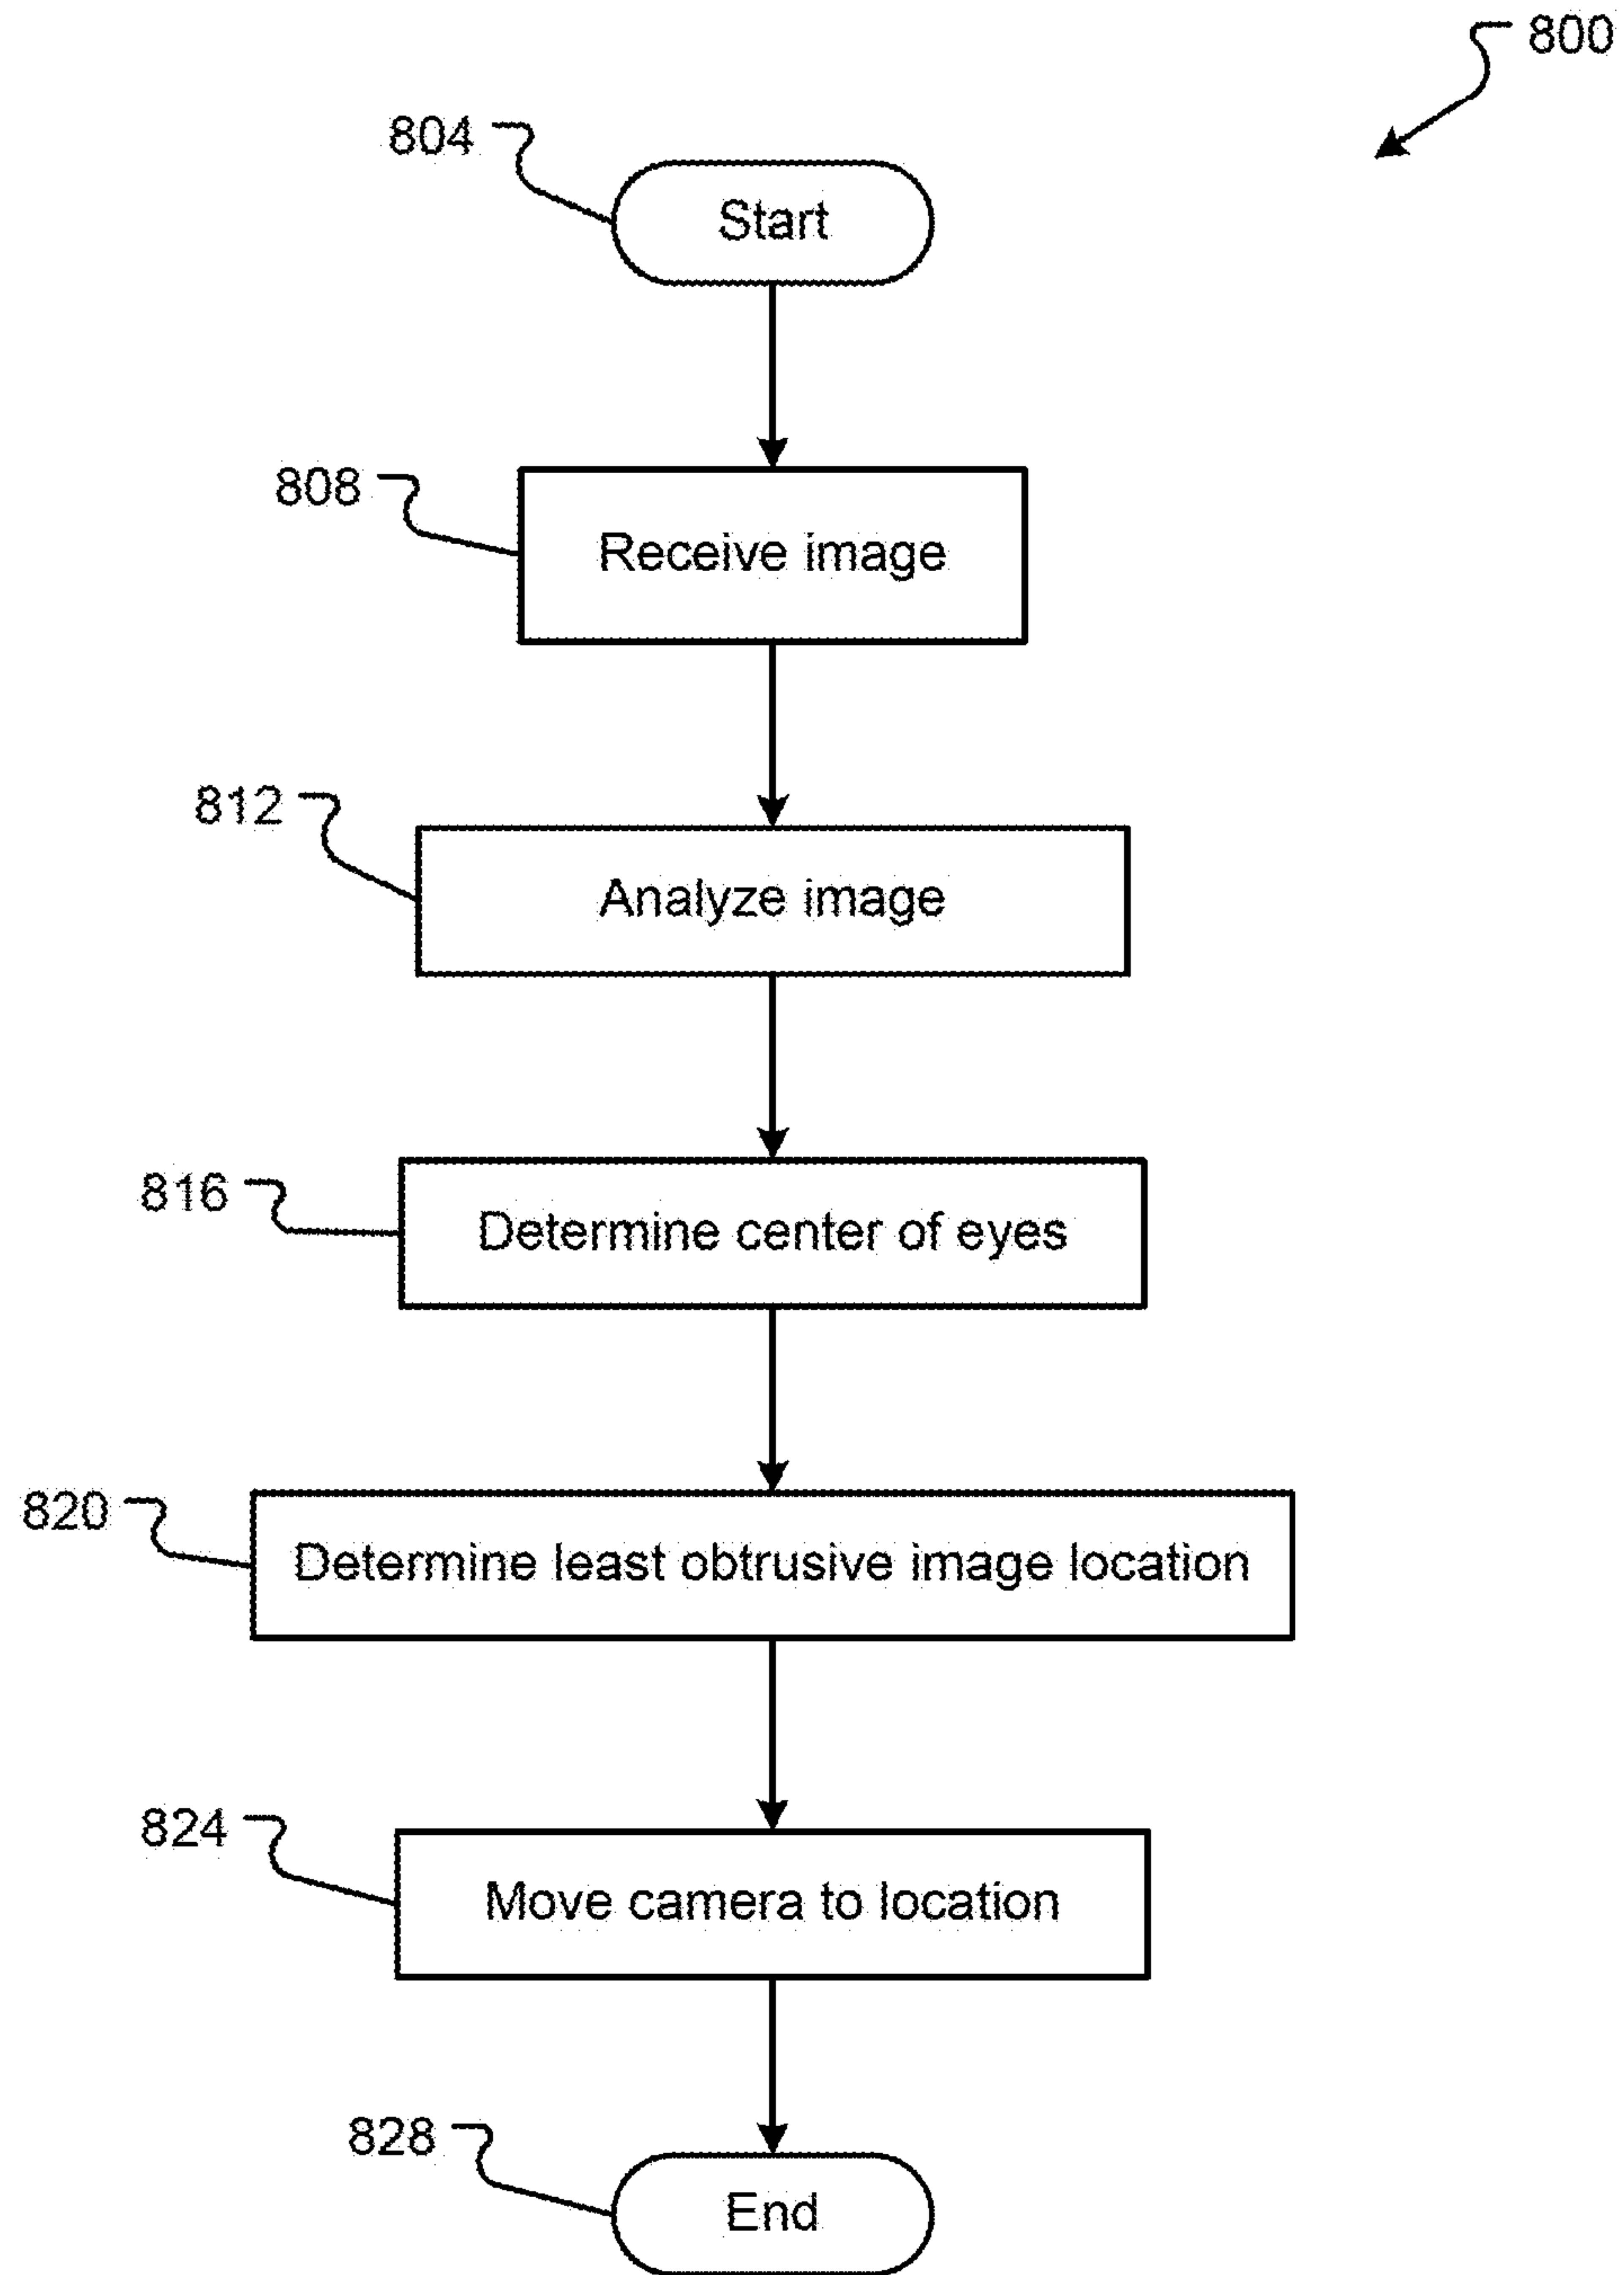 800
804
Start
808
Receive image
812
Analyze image
816
Determine center of eyes
820
Determine least obtrusive image location
824
Move camera to location
828
End